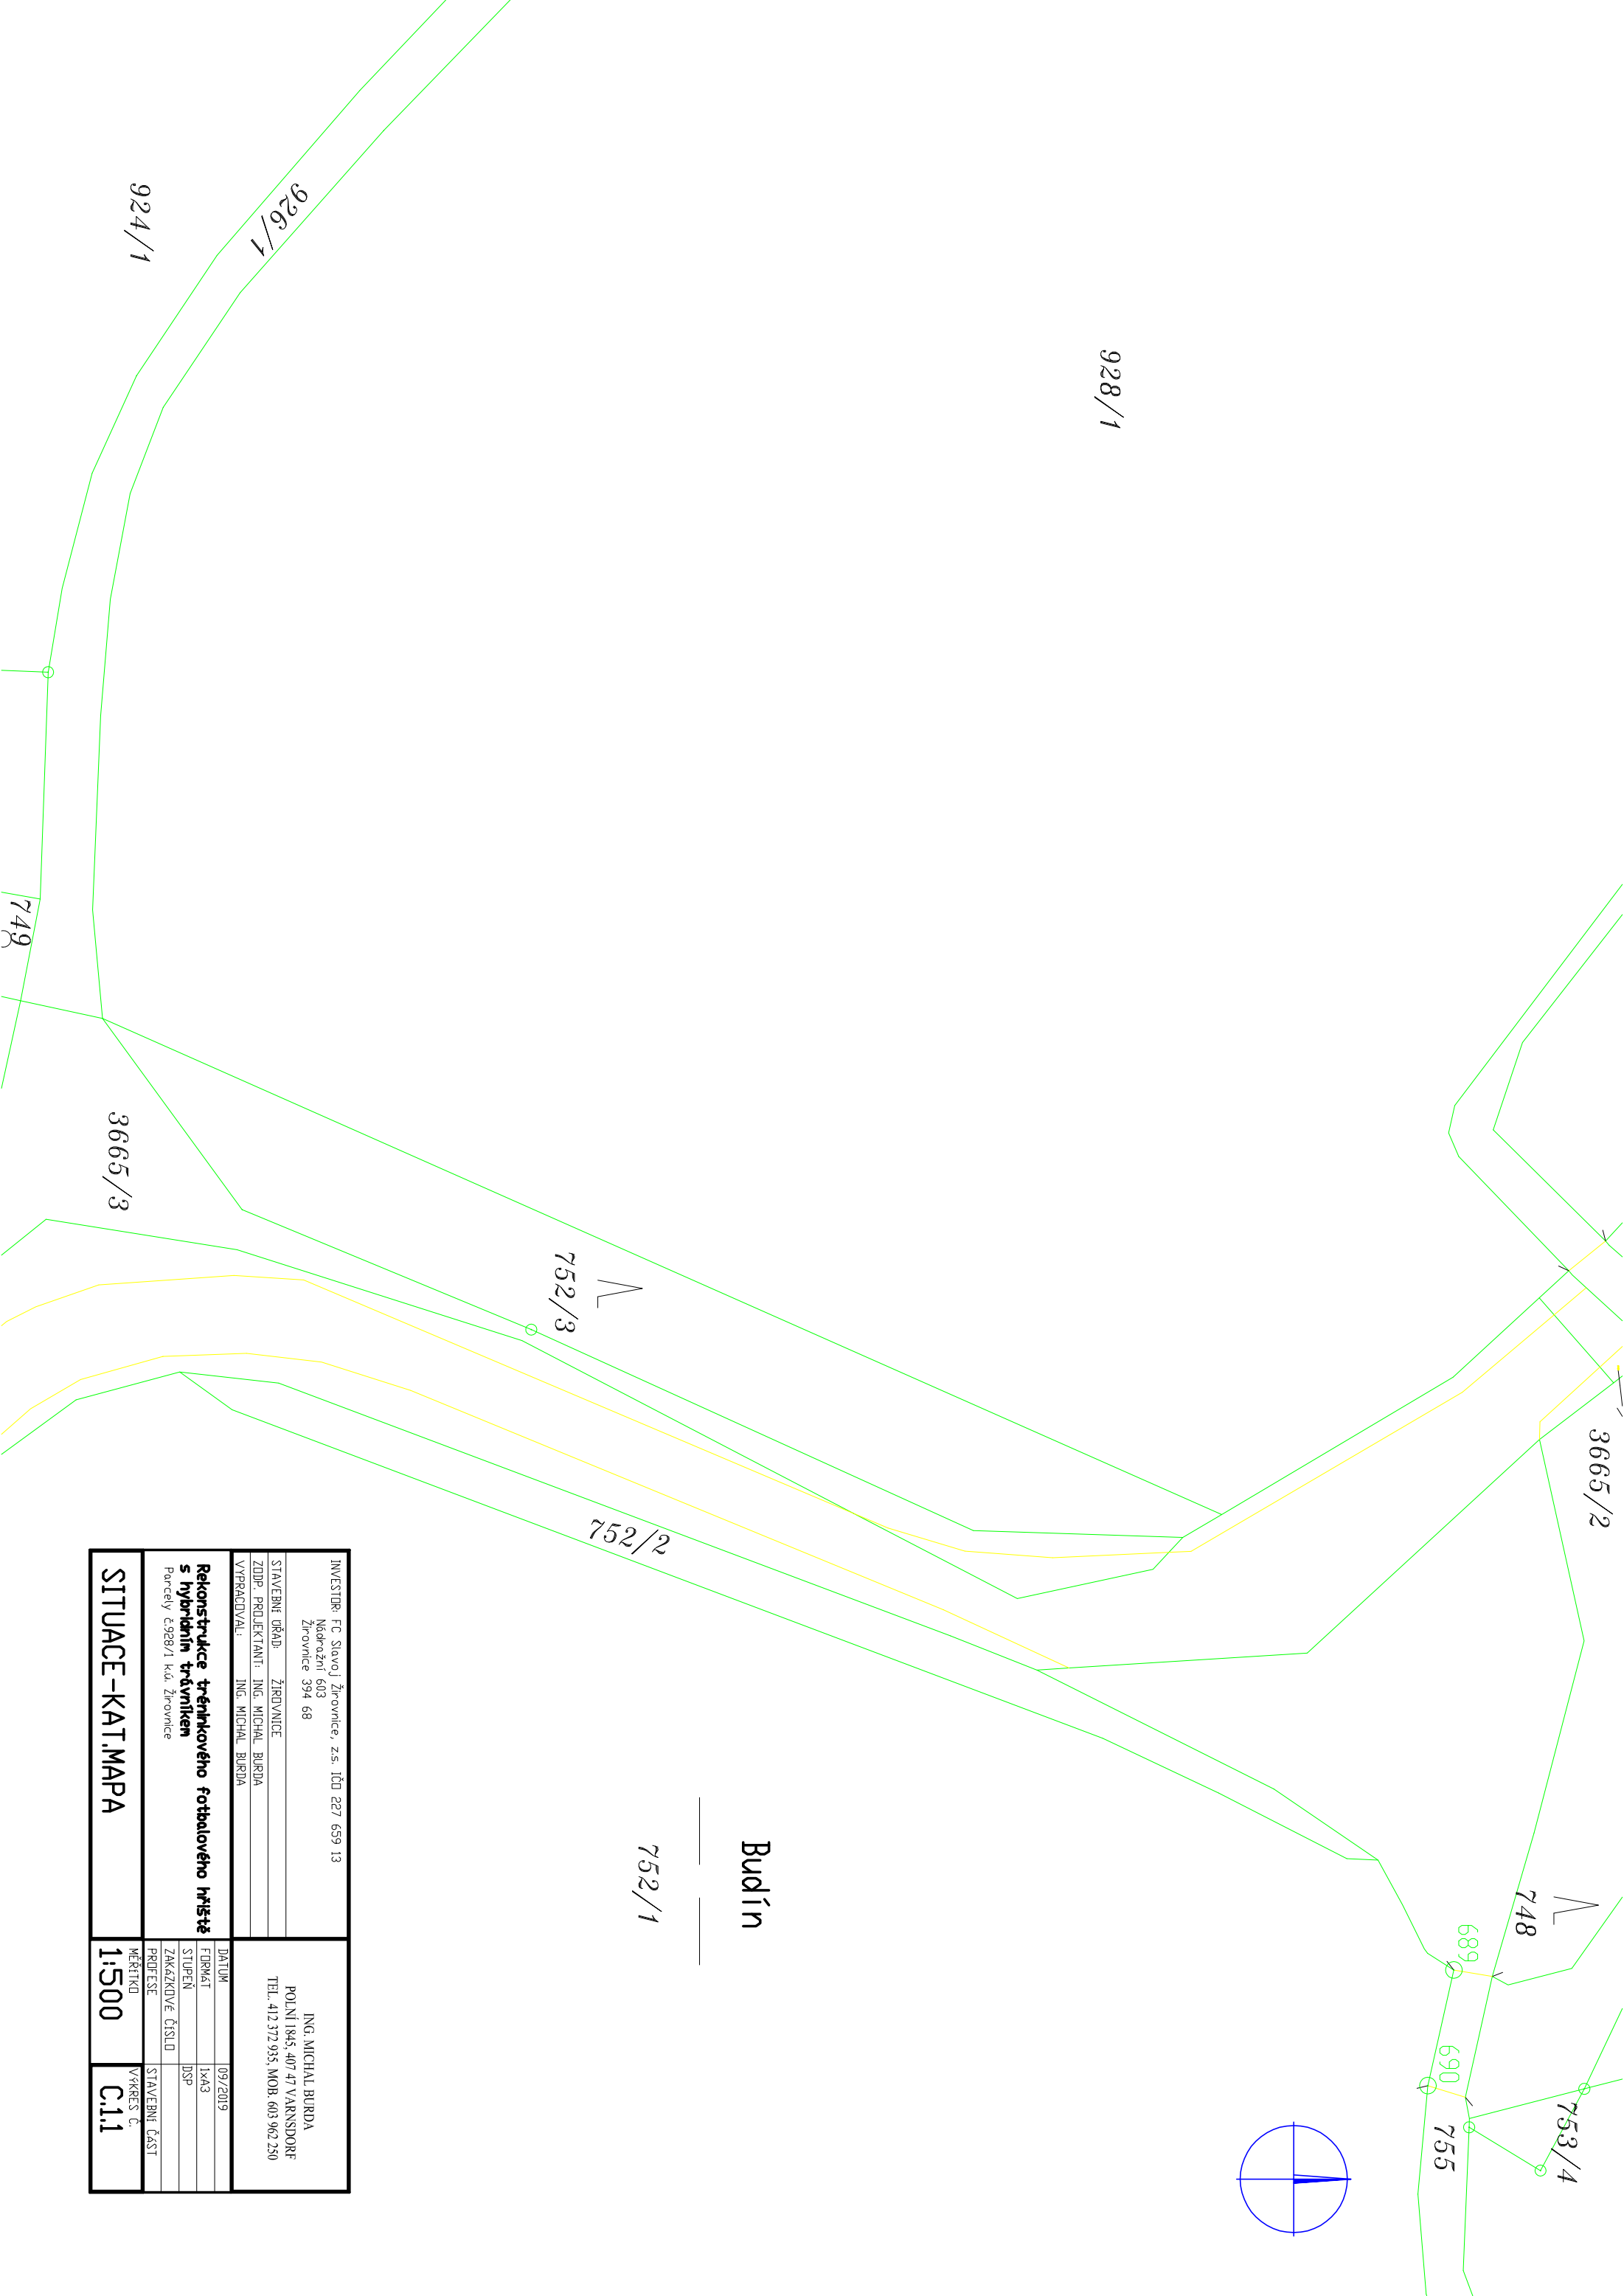 928/1
926/1
924/1
3665/2
748
753/4
755
689
690
749
3665/3
752/3
752/2
Budín
752/1
INVESTOR: FC Slavoj Žirovnice, z.s. IČO 227 659 13
Nádražní 603
Žirovnice 394 68
STAVEBNÍ ÚŘAD: ŽIROVNICE
ZODP. PROJEKTANT: ING. MICHAL BURDA
VYPRACOVAL: ING. MICHAL BURDA
ING. MICHAL BURDA
POLNÍ 1845, 407 47 VARNSDORF
TEL. 412 372 935, MOB. 603 962 250
Rekonstrukce tréninkového fotbalového hřiště
s hybridním trávníkem
Parcely č.928/1 k.ú. Žirovnice
DATUM 09/2019
FORMÁT 1xA3
STUPEŇ DSP
ZAKÁZKOVÉ ČÍSLO
PROFESE STAVEBNÍ ČÁST
SITUACE-KAT.MAPA
MĚŘÍTKO
1:500
VÝKRES Č.
C.1.1